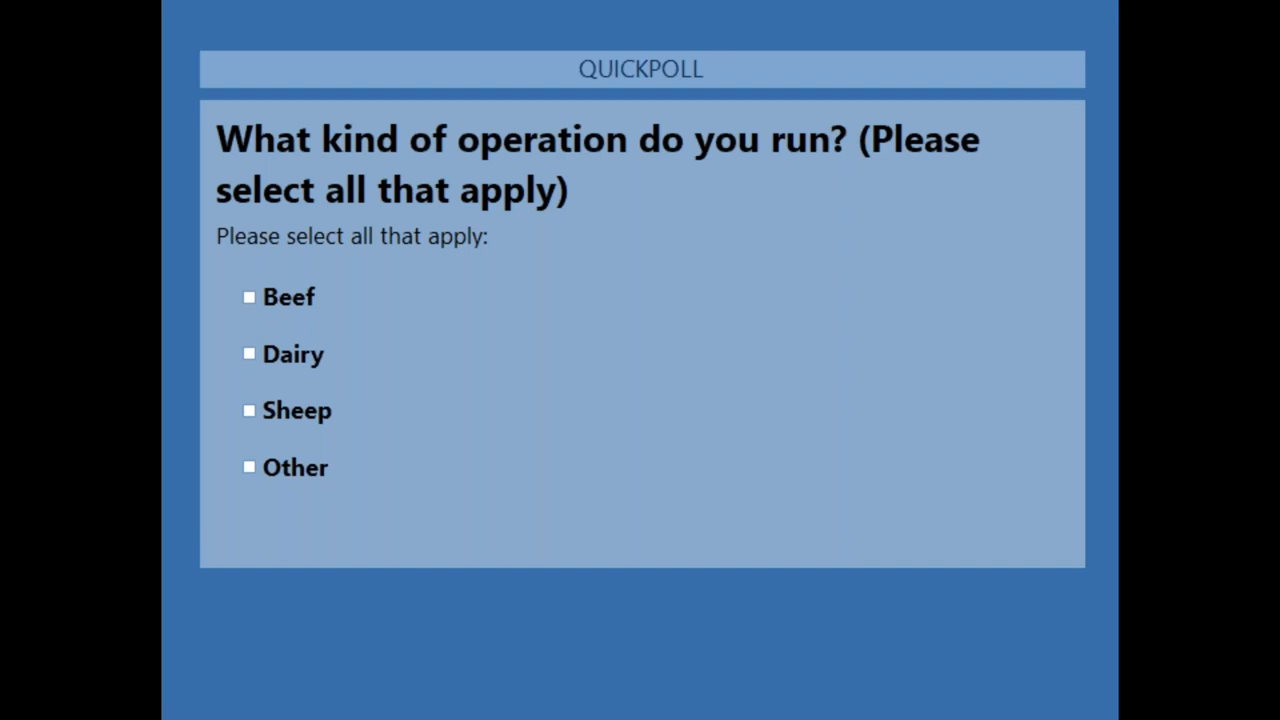 QUICKPOLL
What kind of operation do you run? (Please
select all that apply)
Please select all that apply:
Beef
Dairy
Sheep
Other